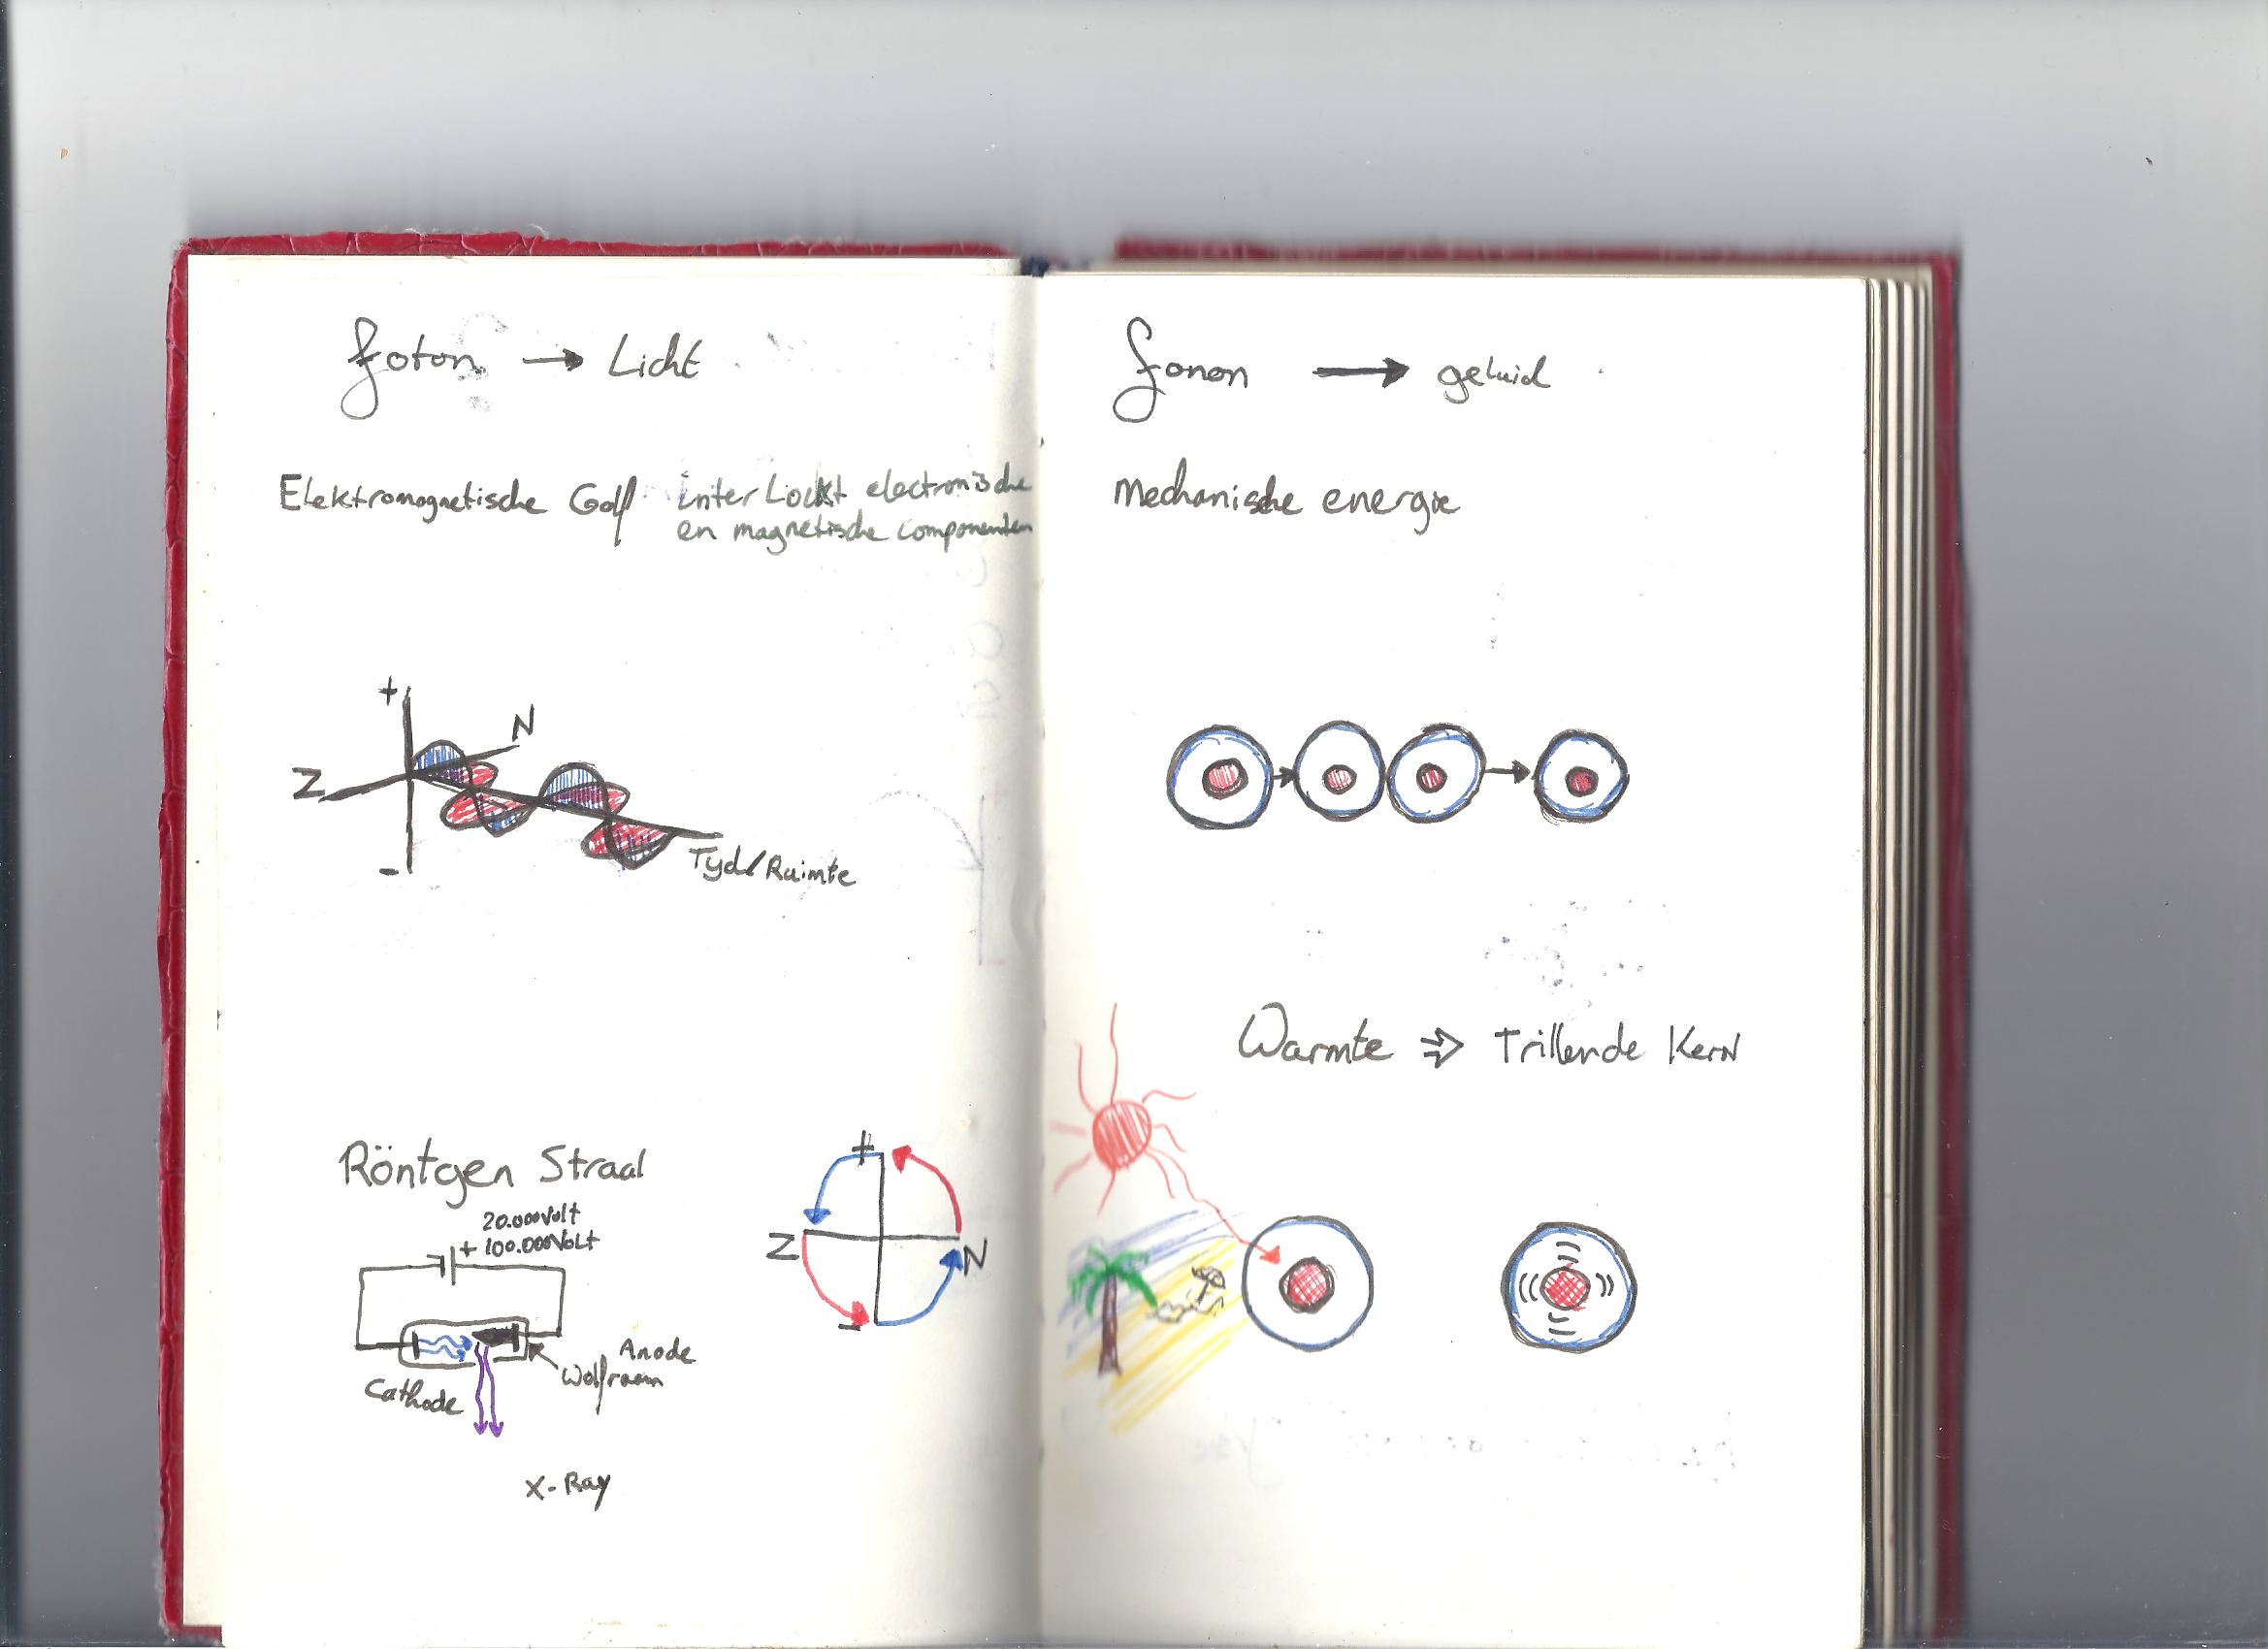 foton → Licht
Elektromagnetische Golf interLockt electronische
en magnetische componenten
+
N
Z
-
Tyd/Ruimte
Röntgen Straal
20.000Volt
+ 100.000VoLt
Anode
Wolfraam
Cathode
X-Ray
+
Z
N
-
fonon → geluid
mechanische energie
Warmte ⇒ Trillende Kern